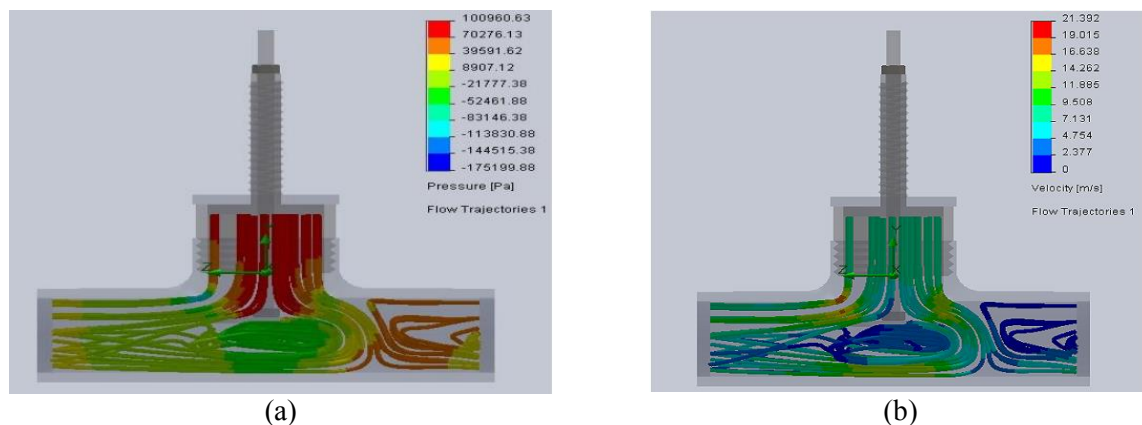 100960.63
70276.13
39591.62
8907.12
-21777.38
-52461.88
-83146.38
-113830.88
-144515.38
-175199.88
Pressure [Pa]
Flow Trajectories 1
Z
(a)
21.392
19.015
16.638
14.262
11.885
9.508
7.131
4.754
2.377
0
Velocity [m/s]
Flow Trajectories 1
Z
Y
X
(b)